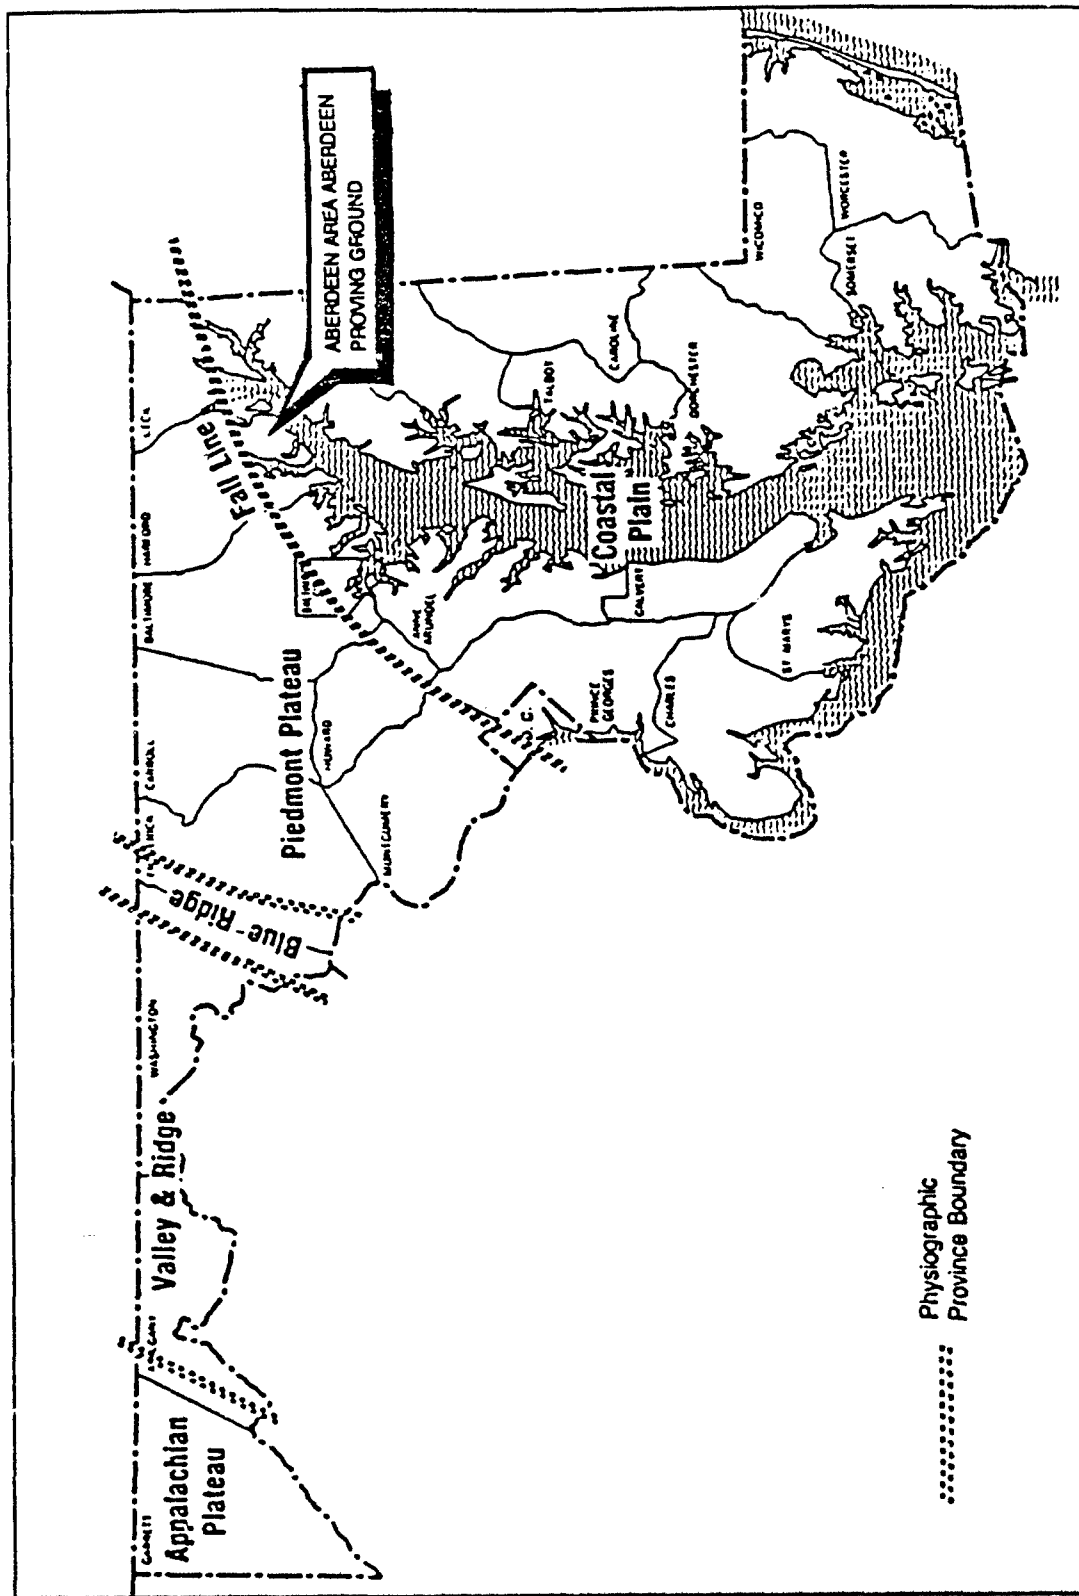 ABERDEEN AREA ABERDEEN
PROVING GROUND
Fall Line
CECIL
HARFORD
BALTIMORE
CARROLL
WASHINGTON
GARRETT
Appalachian
Plateau
Valley & Ridge
Blue Ridge
Piedmont Plateau
HOWARD
MONTGOMERY
ANNE
ARUNDEL
PRINCE
GEORGES
CHARLES
CALVERT
ST MARYS
Coastal
Plain
TALBOT
CAROLINE
DORCHESTER
WICOMICO
SOMERSET
WORCESTER
Physiographic
Province Boundary